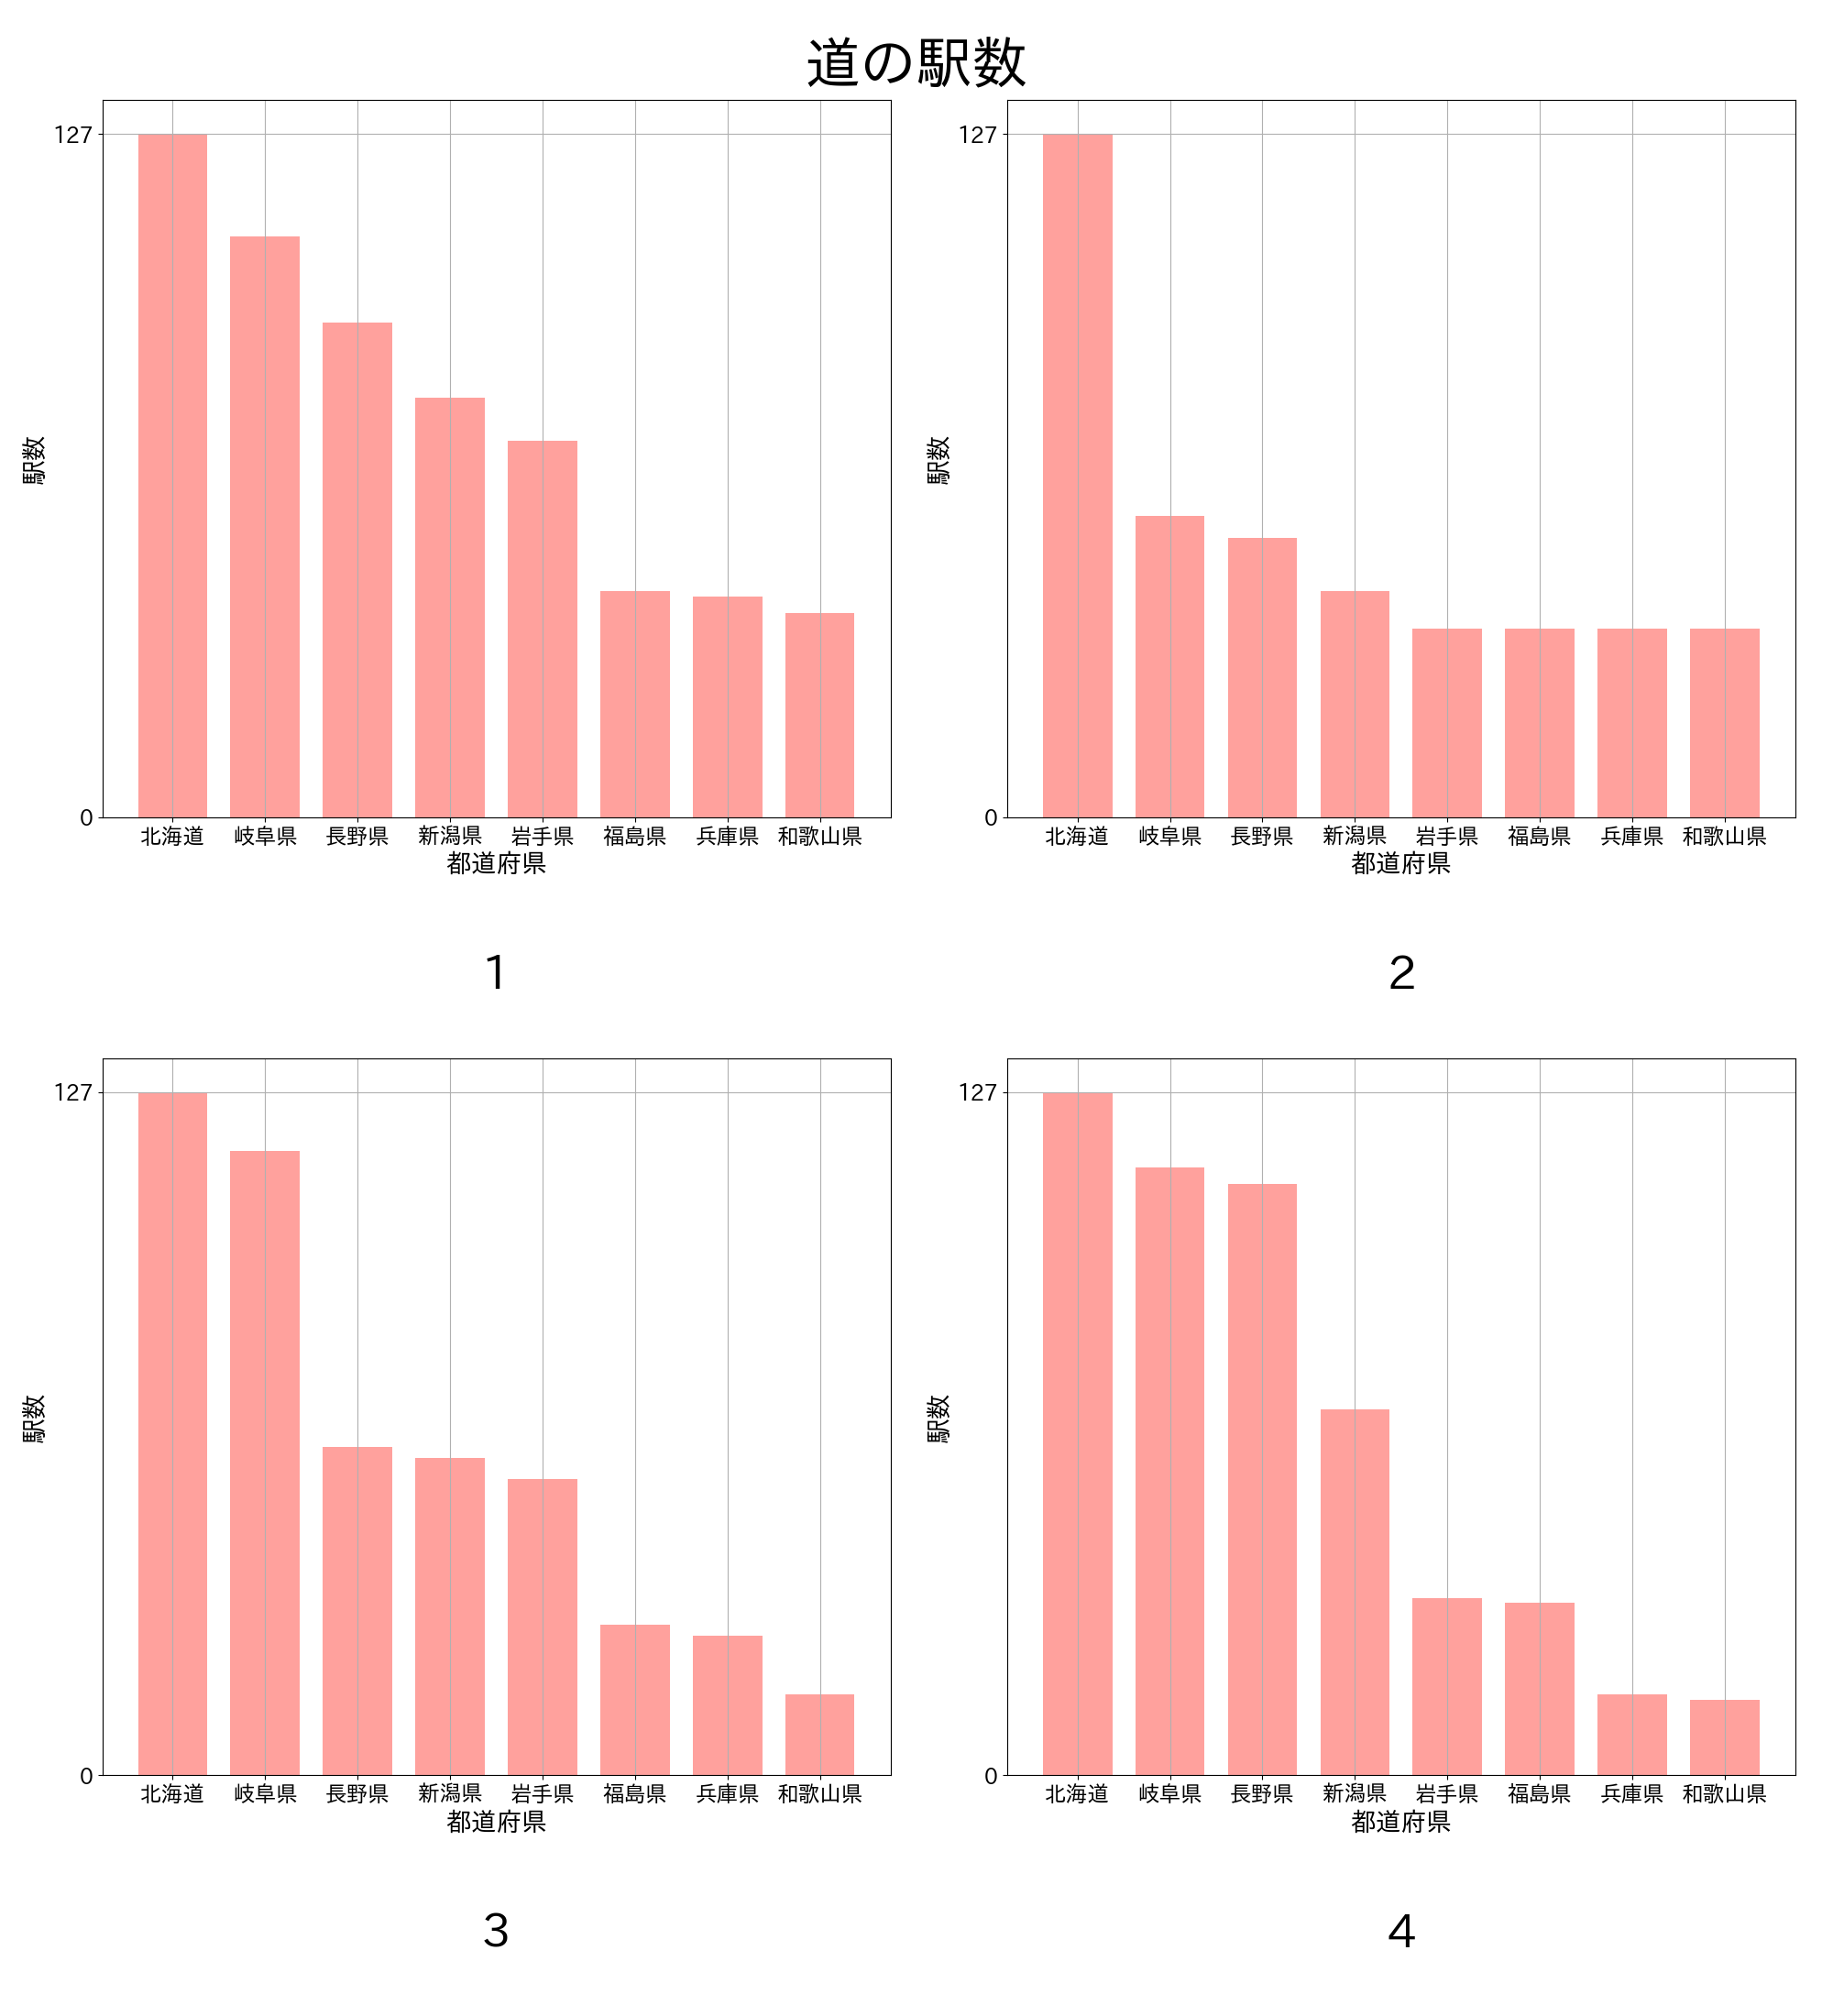 道の駅数
127
駅数
0
北海道 岐阜県 長野県 新潟県 岩手県 福島県 兵庫県 和歌山県
都道府県
1
127
駅数
0
北海道 岐阜県 長野県 新潟県 岩手県 福島県 兵庫県 和歌山県
都道府県
2
127
駅数
0
北海道 岐阜県 長野県 新潟県 岩手県 福島県 兵庫県 和歌山県
都道府県
3
127
駅数
0
北海道 岐阜県 長野県 新潟県 岩手県 福島県 兵庫県 和歌山県
都道府県
4